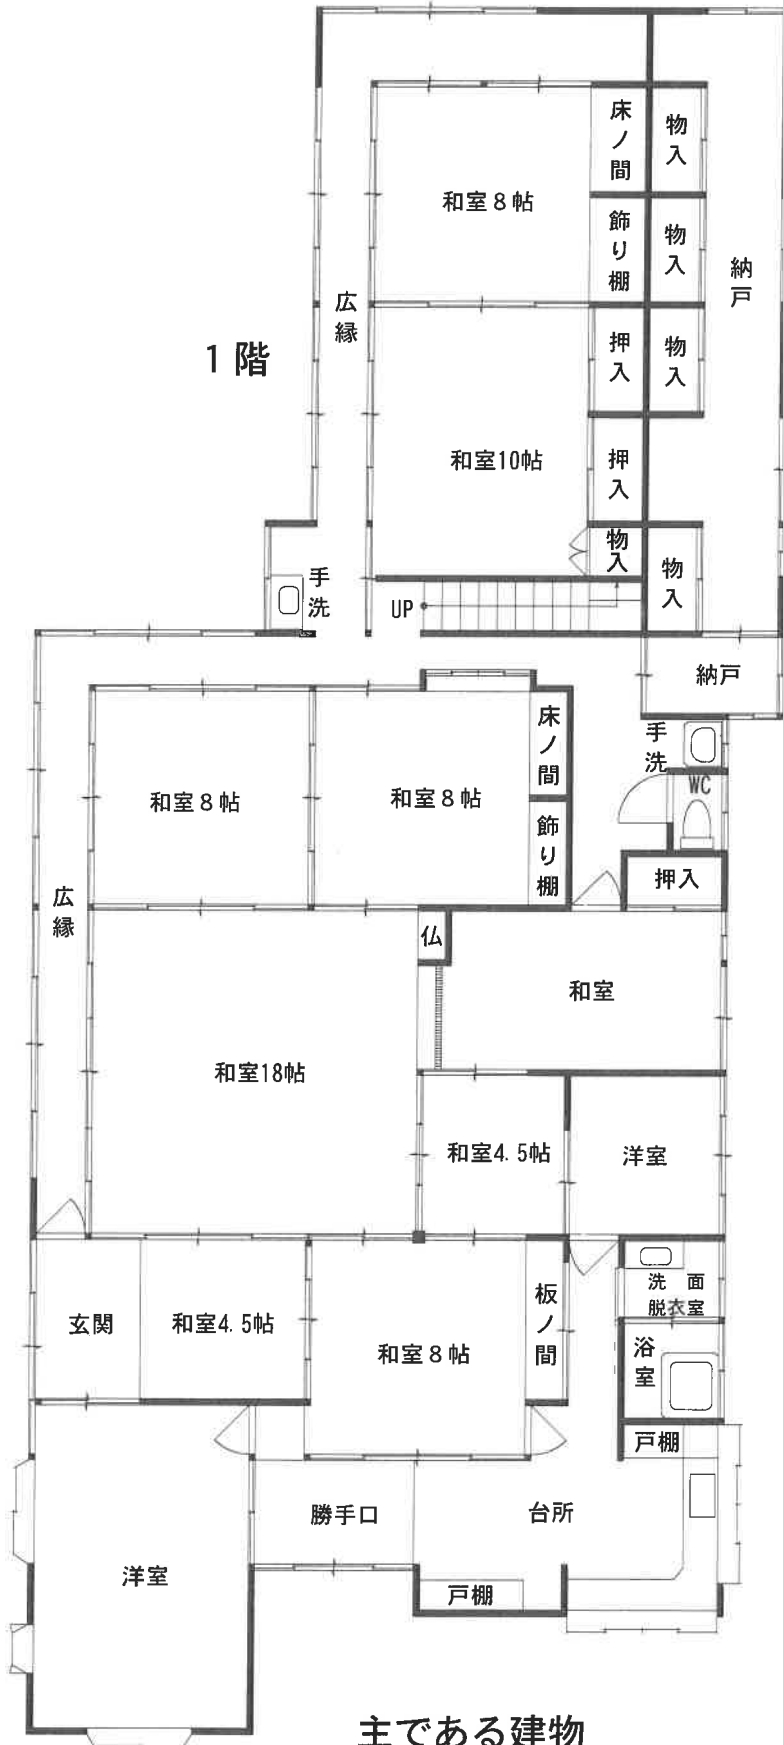 床ノ間
物入
和室8帖
飾り棚
物入
納戸
広縁
1階
押入
物入
和室10帖
押入
物入
物入
手洗
UP
納戸
床ノ間
手洗
WC
和室8帖
和室8帖
飾り棚
押入
広縁
仏
和室
和室18帖
和室4.5帖
洋室
洗面
脱衣室
板ノ間
玄関
和室4.5帖
和室8帖
浴室
戸棚
勝手口
台所
洋室
戸棚
主である建物